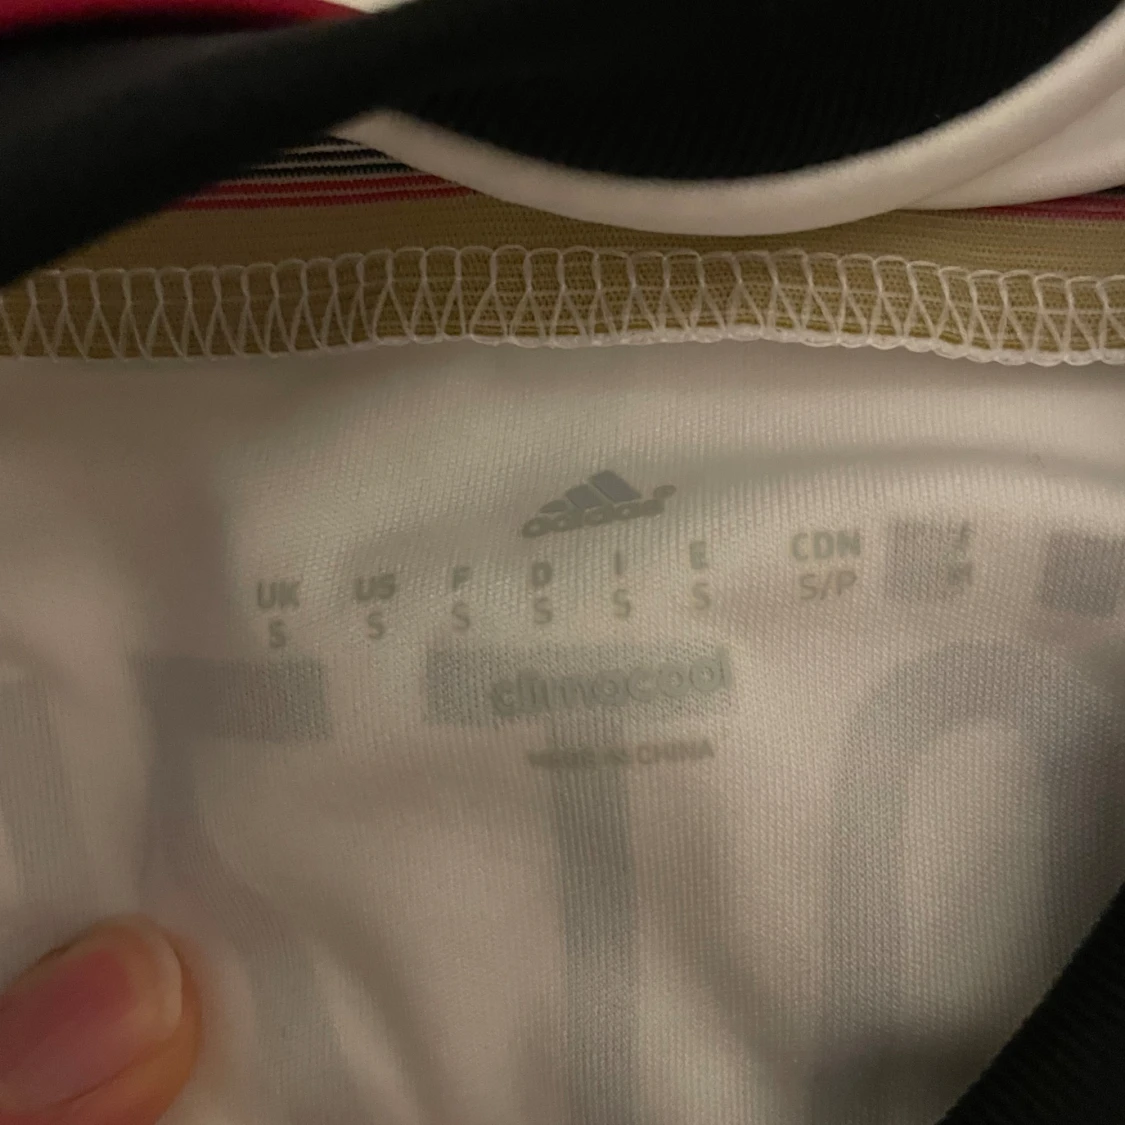 adidas
UK US F D I E CDN J
S S S S S S S/P M
climacool
MADE IN CHINA